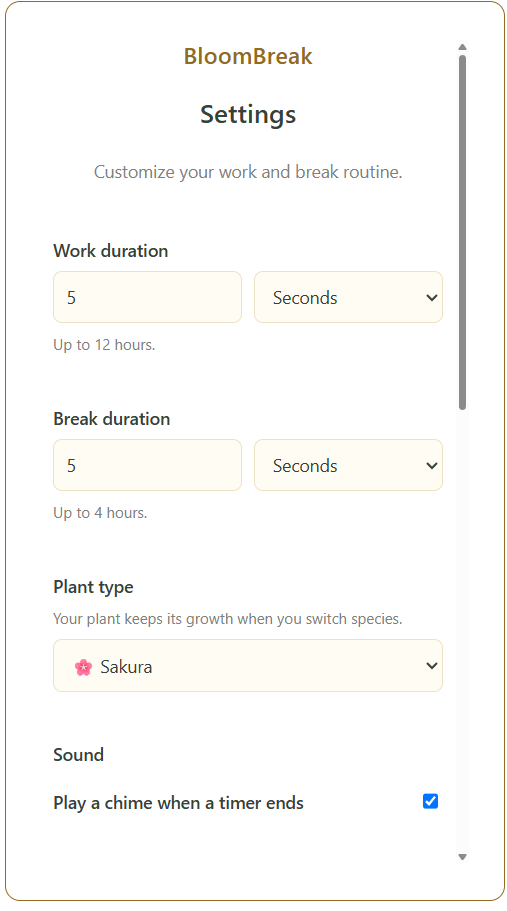 BloomBreak
Settings
Customize your work and break routine.
Work duration
5 Seconds
Up to 12 hours.
Break duration
5 Seconds
Up to 4 hours.
Plant type
Your plant keeps its growth when you switch species.
🌸 Sakura
Sound
Play a chime when a timer ends